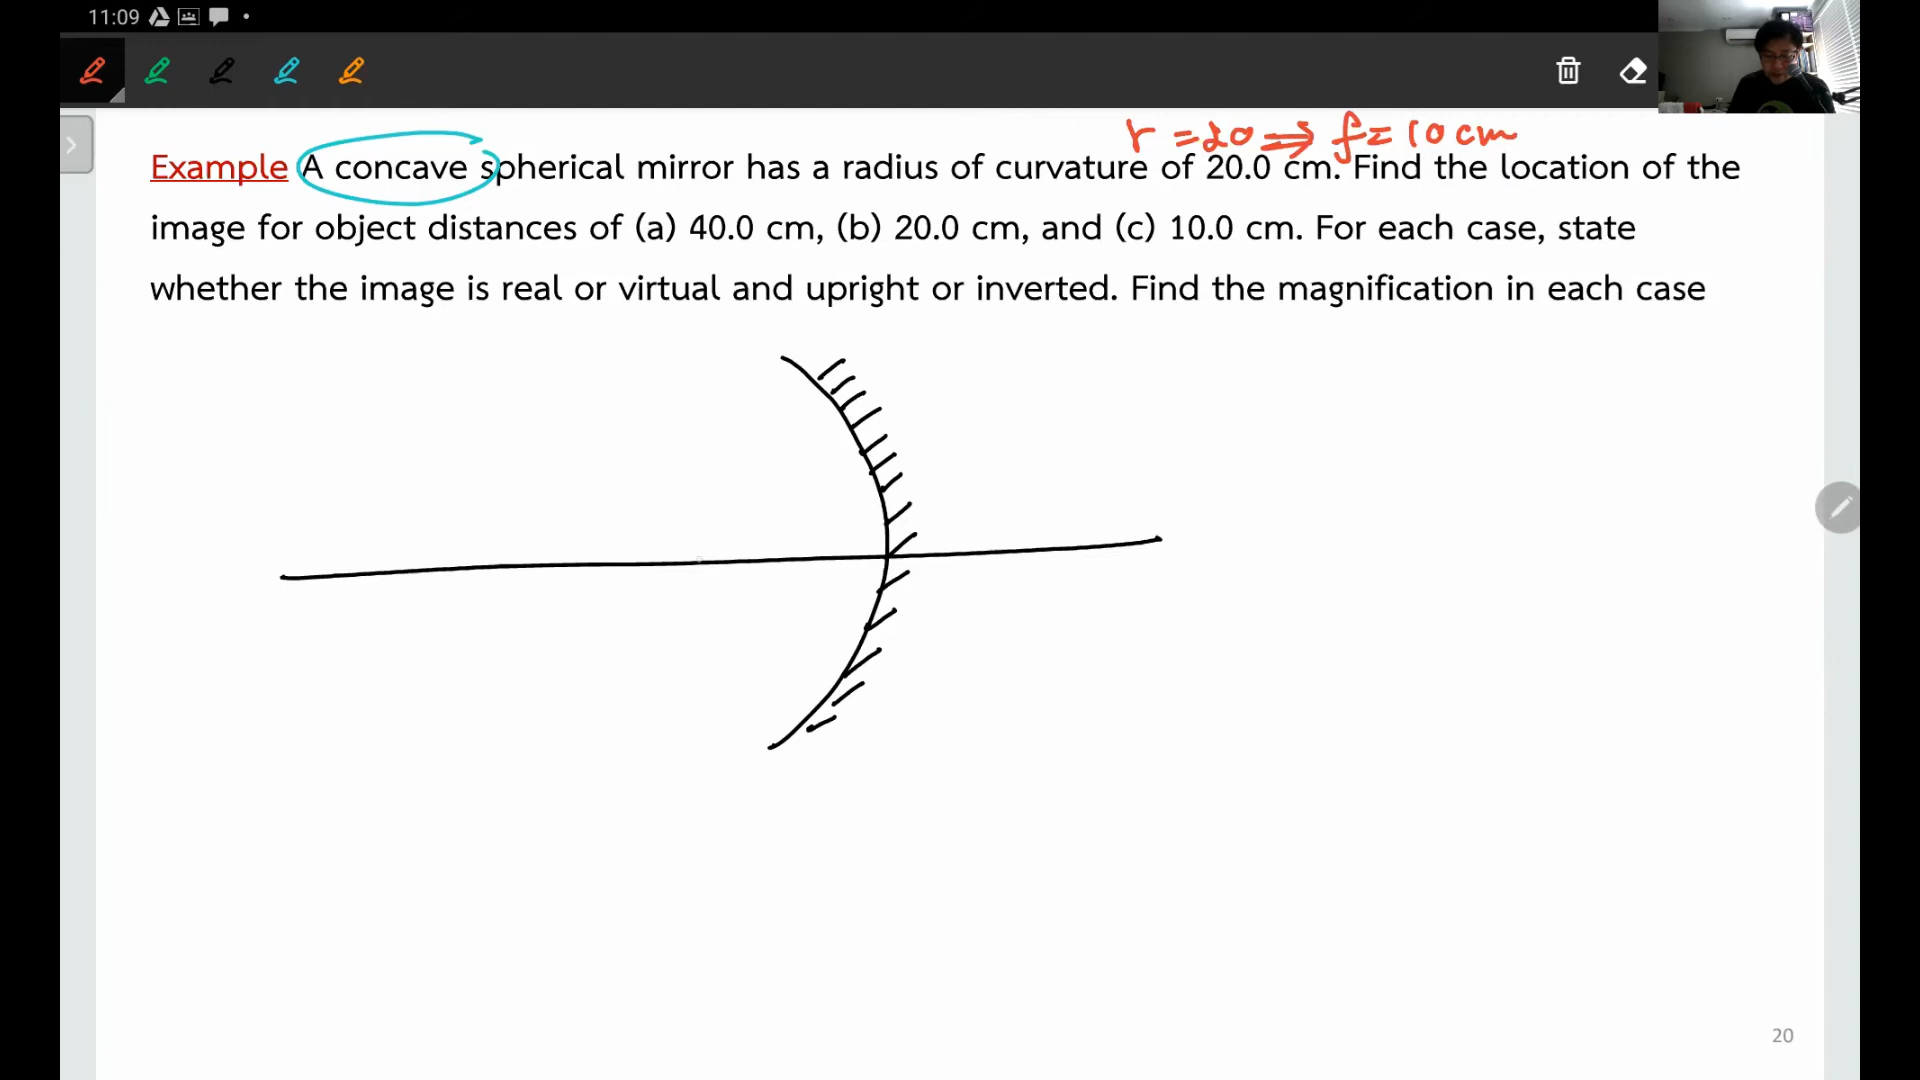 11:09
r = 20 ⇒ f = 10 cm
Example A concave spherical mirror has a radius of curvature of 20.0 cm. Find the location of the
image for object distances of (a) 40.0 cm, (b) 20.0 cm, and (c) 10.0 cm. For each case, state
whether the image is real or virtual and upright or inverted. Find the magnification in each case
20